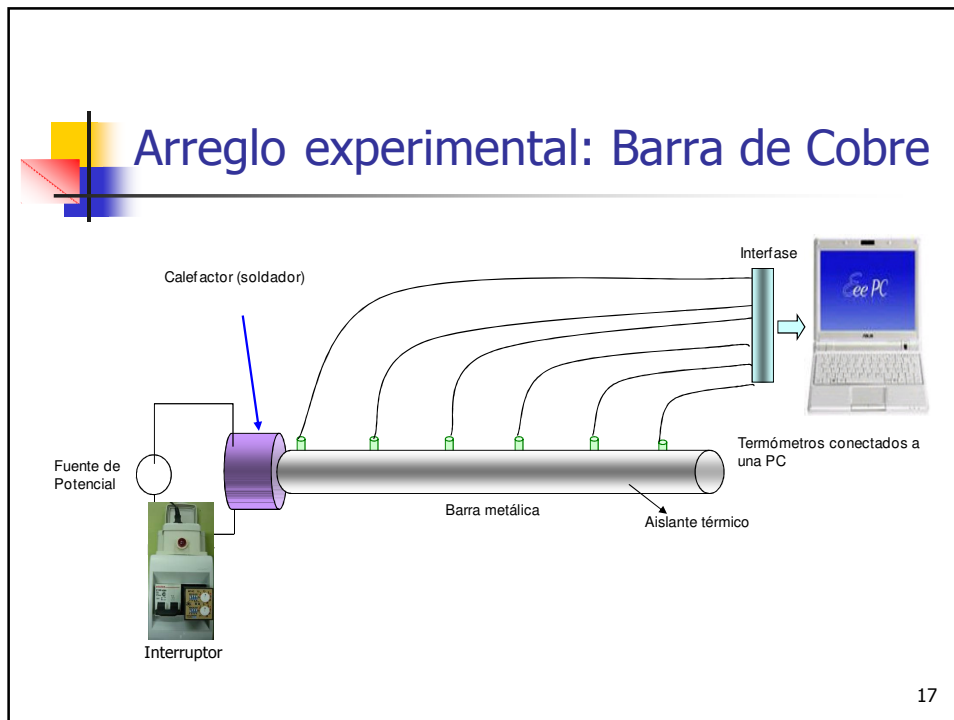 Arreglo experimental: Barra de Cobre
Interfase
Calefactor (soldador)
Eee PC
Termómetros conectados a
una PC
Fuente de
Potencial
Barra metálica
Aislante térmico
Interruptor
17